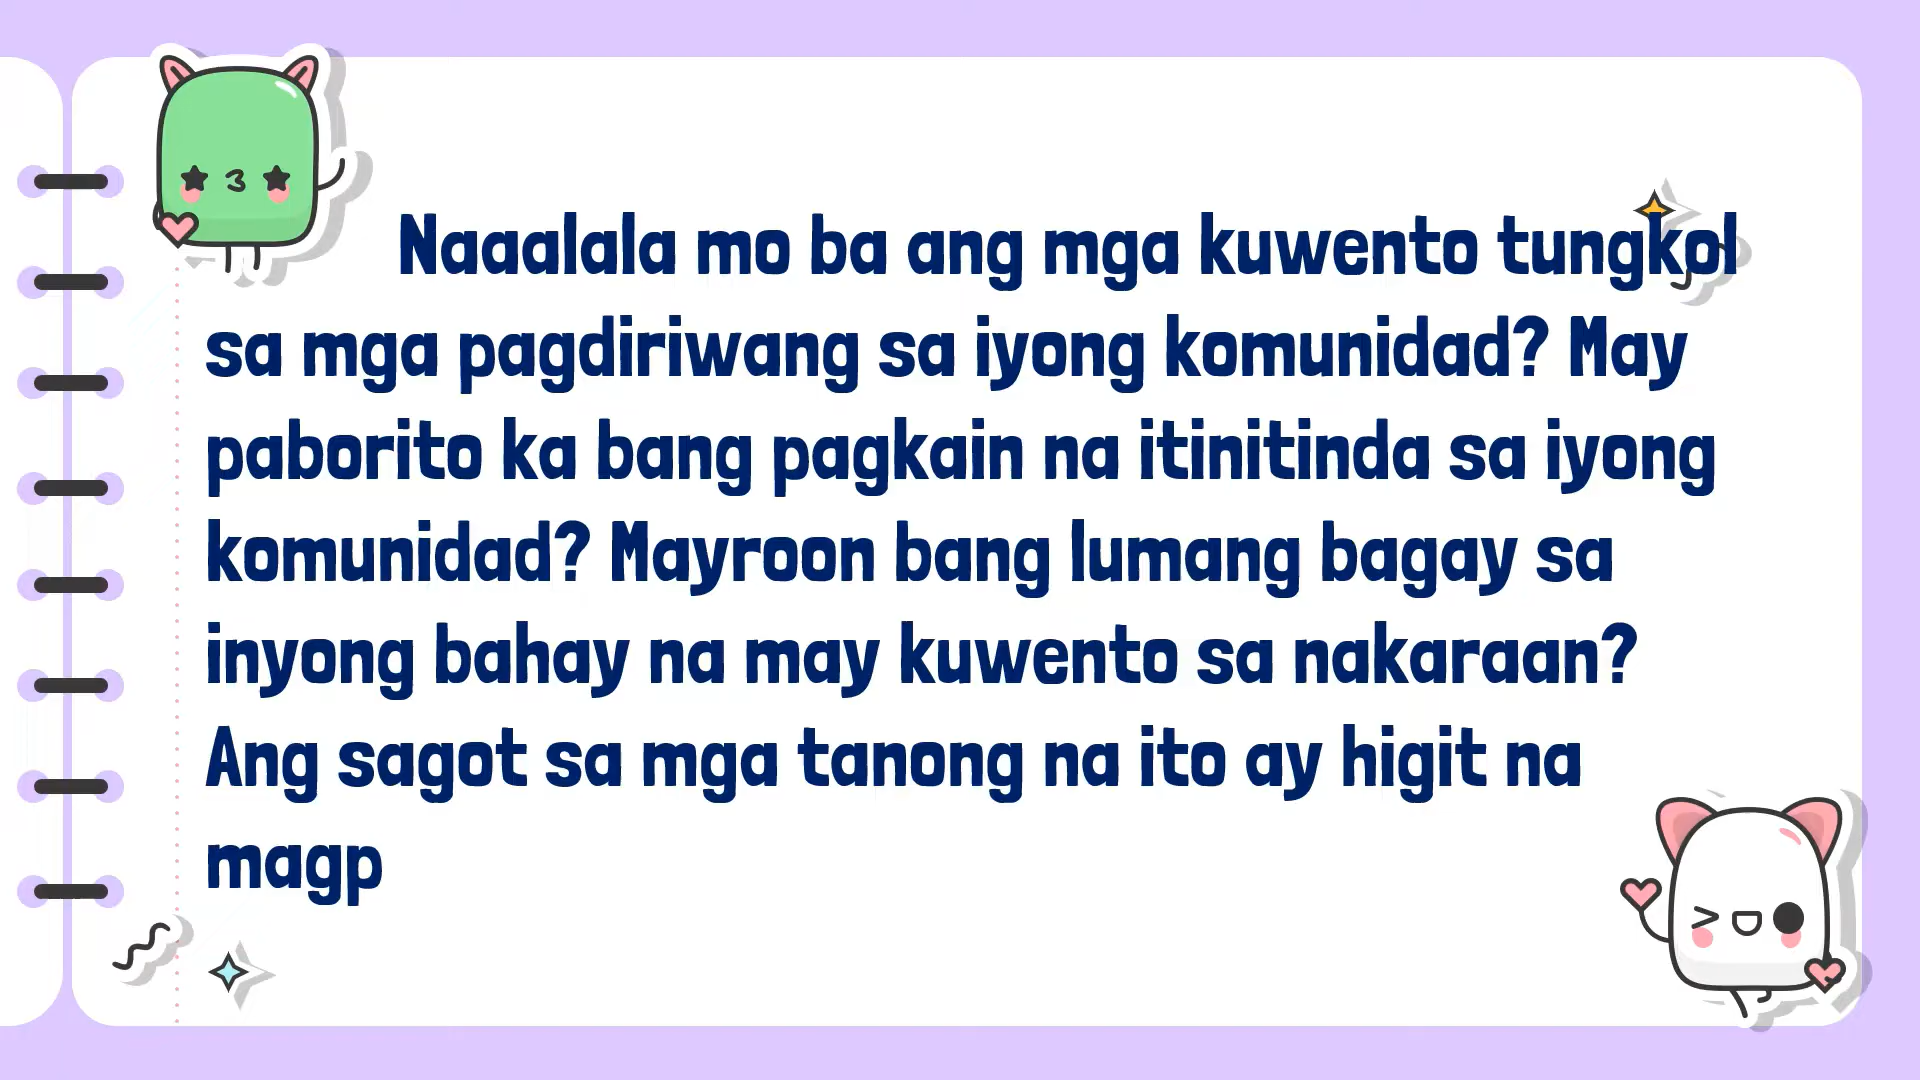 Naaalala mo ba ang mga kuwento tungkol
sa mga pagdiriwang sa iyong komunidad? May
paborito ka bang pagkain na itinitinda sa iyong
komunidad? Mayroon bang lumang bagay sa
inyong bahay na may kuwento sa nakaraan?
Ang sagot sa mga tanong na ito ay higit na
magp